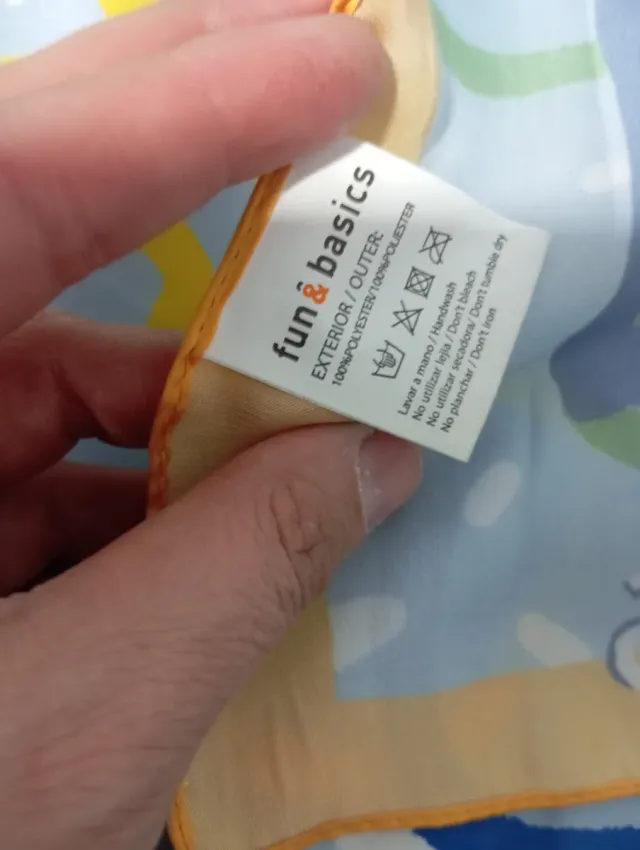 fun & basics
EXTERIOR / OUTER:
100%POLYESTER/100%POLIESTER
Lavar a mano / Handwash
No utilizar lejía / Don't bleach
No utilizar secadora/ Don't tumble dry
No planchar / Don't iron